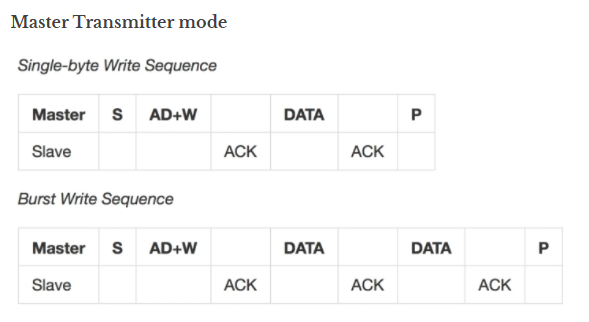 Master Transmitter mode
Single-byte Write Sequence
Master S AD+W DATA P
Slave ACK ACK
Burst Write Sequence
Master S AD+W DATA DATA P
Slave ACK ACK ACK